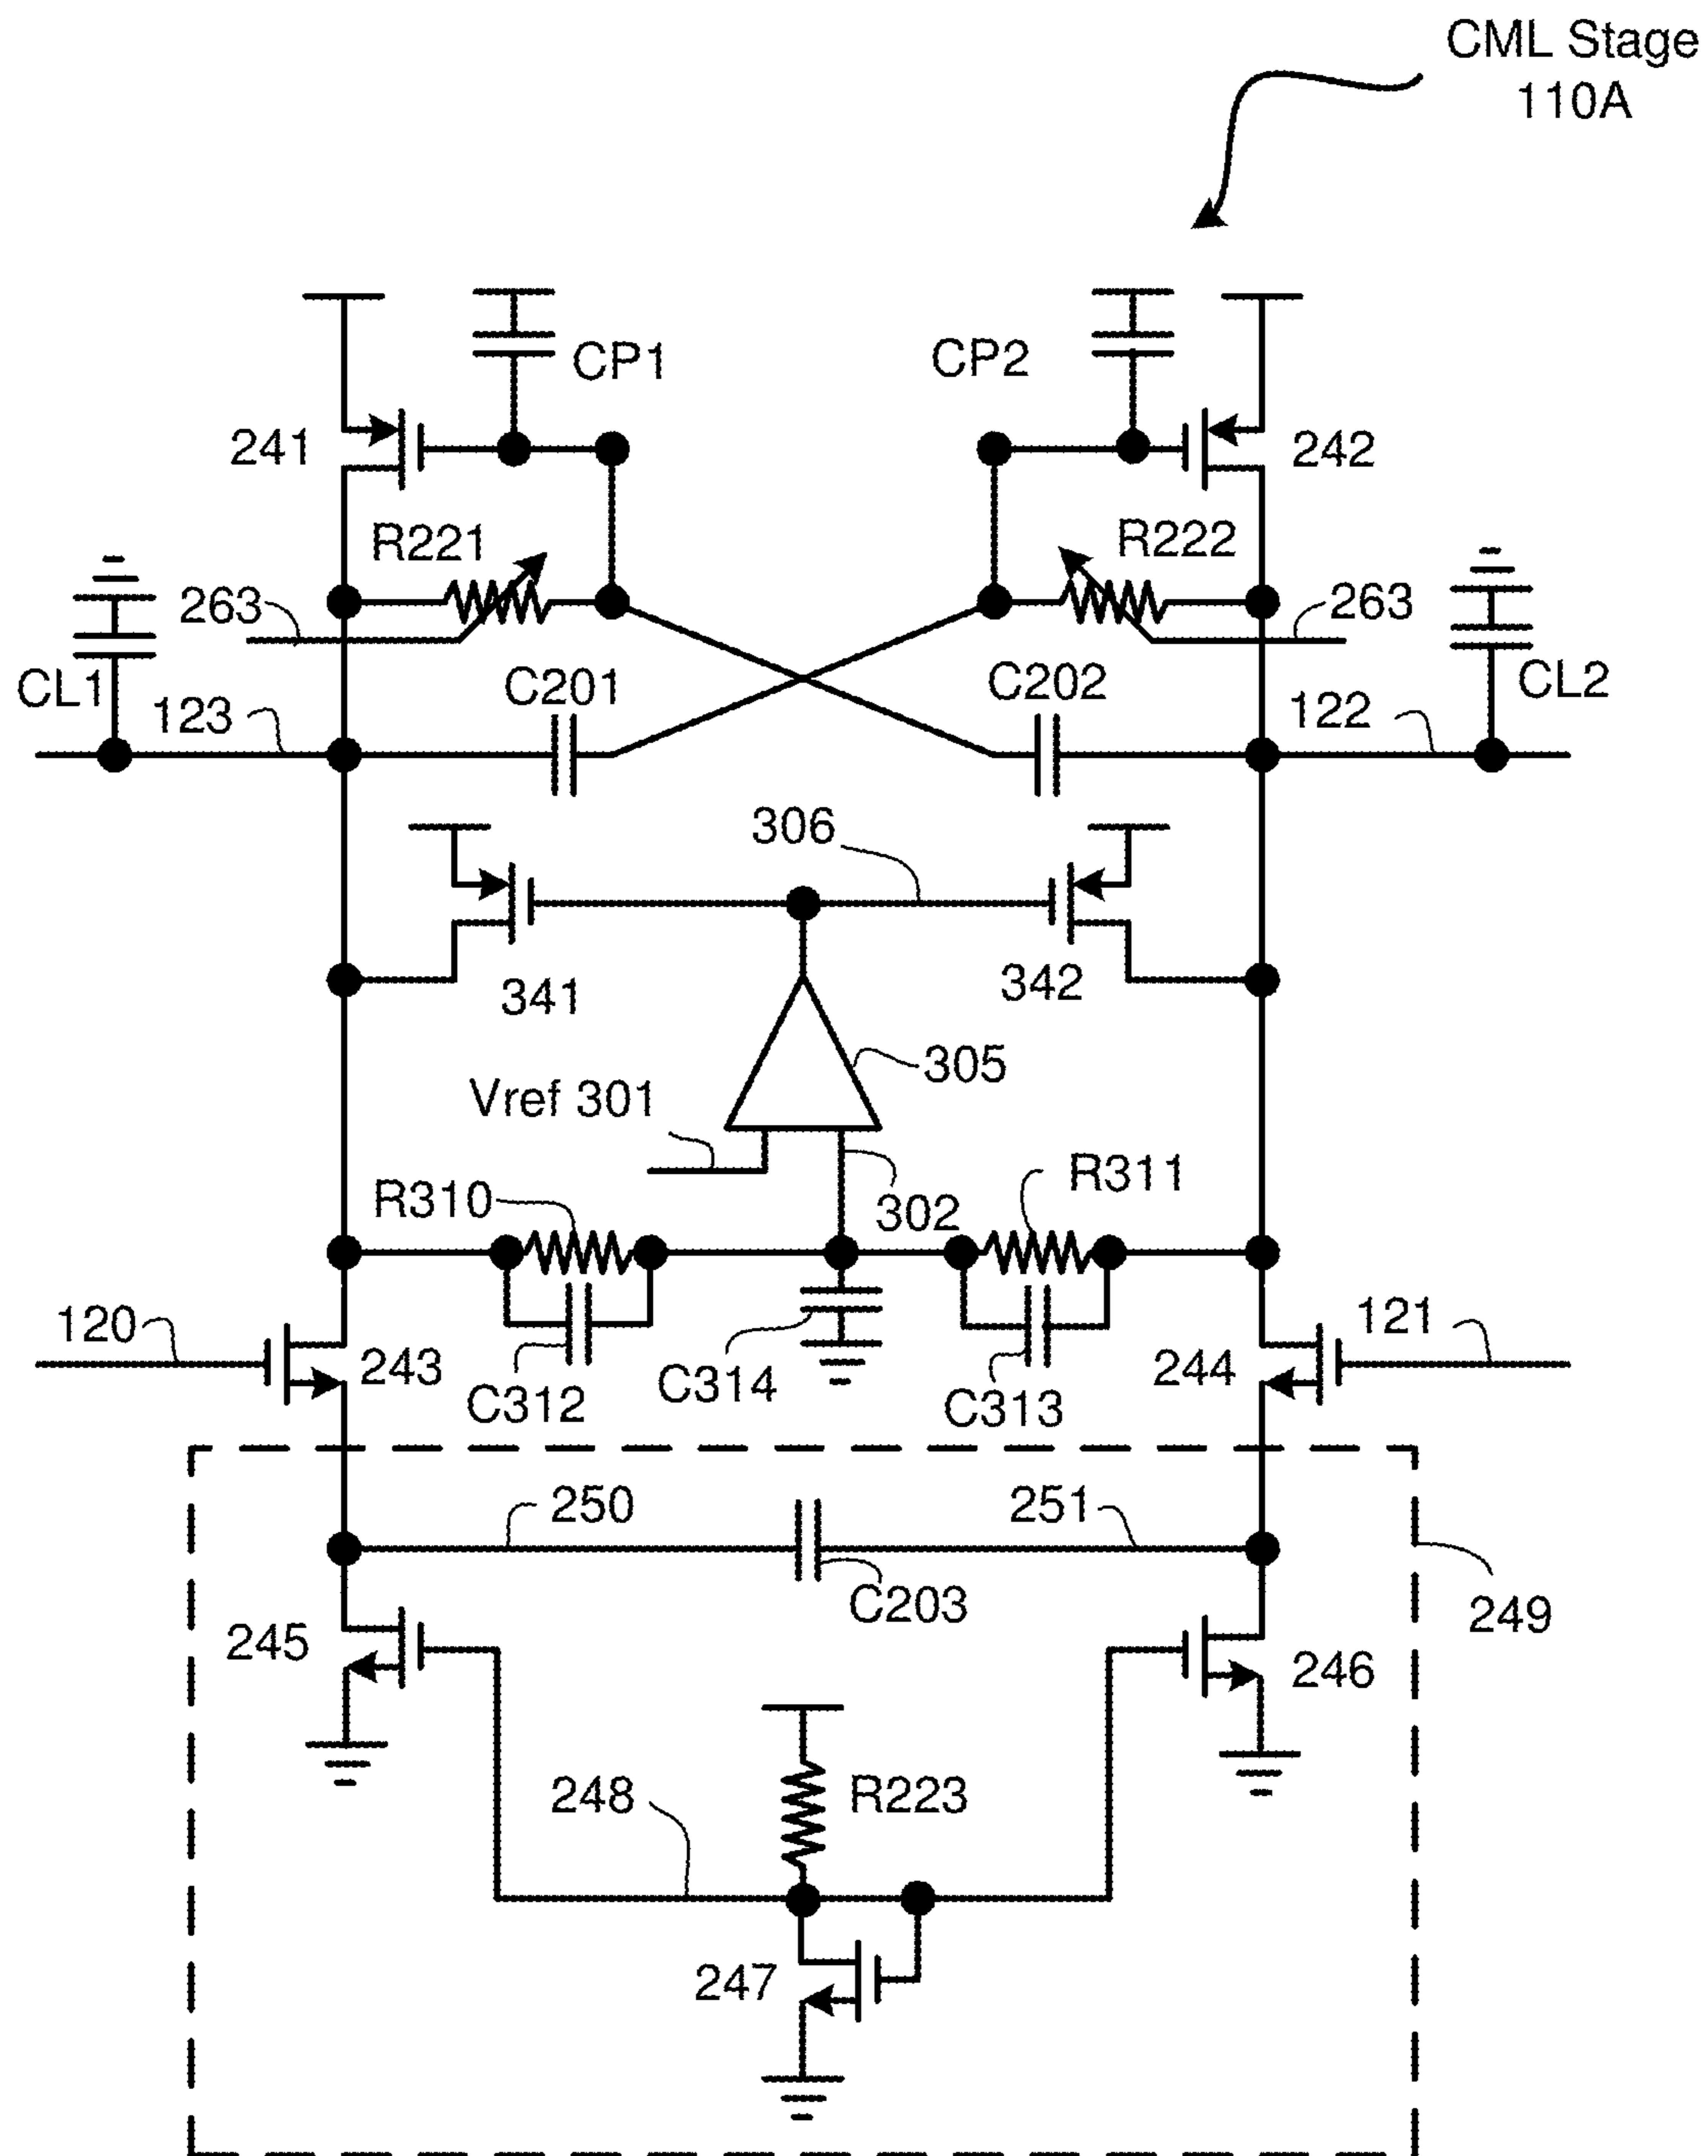 CML Stage
110A
CP1
CP2
241
242
R221
R222
263
263
CL1
C201
C202
CL2
123
122
306
341
342
305
Vref 301
R310
302
R311
120
243
C312
C314
C313
244
121
250
251
C203
249
245
246
248
R223
247